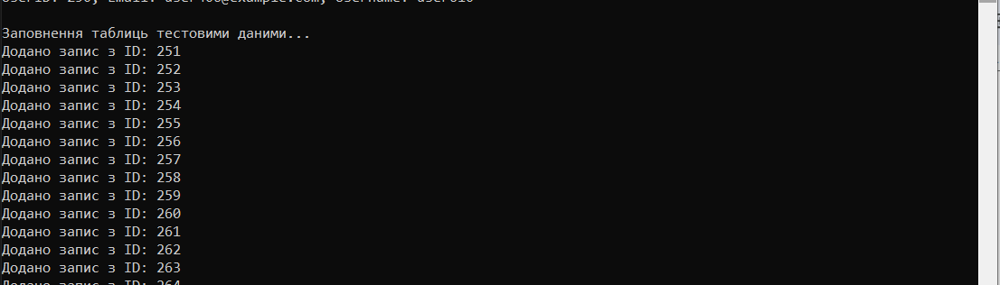 Заповнення таблиць тестовими даними...
Додано запис з ID: 251
Додано запис з ID: 252
Додано запис з ID: 253
Додано запис з ID: 254
Додано запис з ID: 255
Додано запис з ID: 256
Додано запис з ID: 257
Додано запис з ID: 258
Додано запис з ID: 259
Додано запис з ID: 260
Додано запис з ID: 261
Додано запис з ID: 262
Додано запис з ID: 263
Додано запис з ID: 264